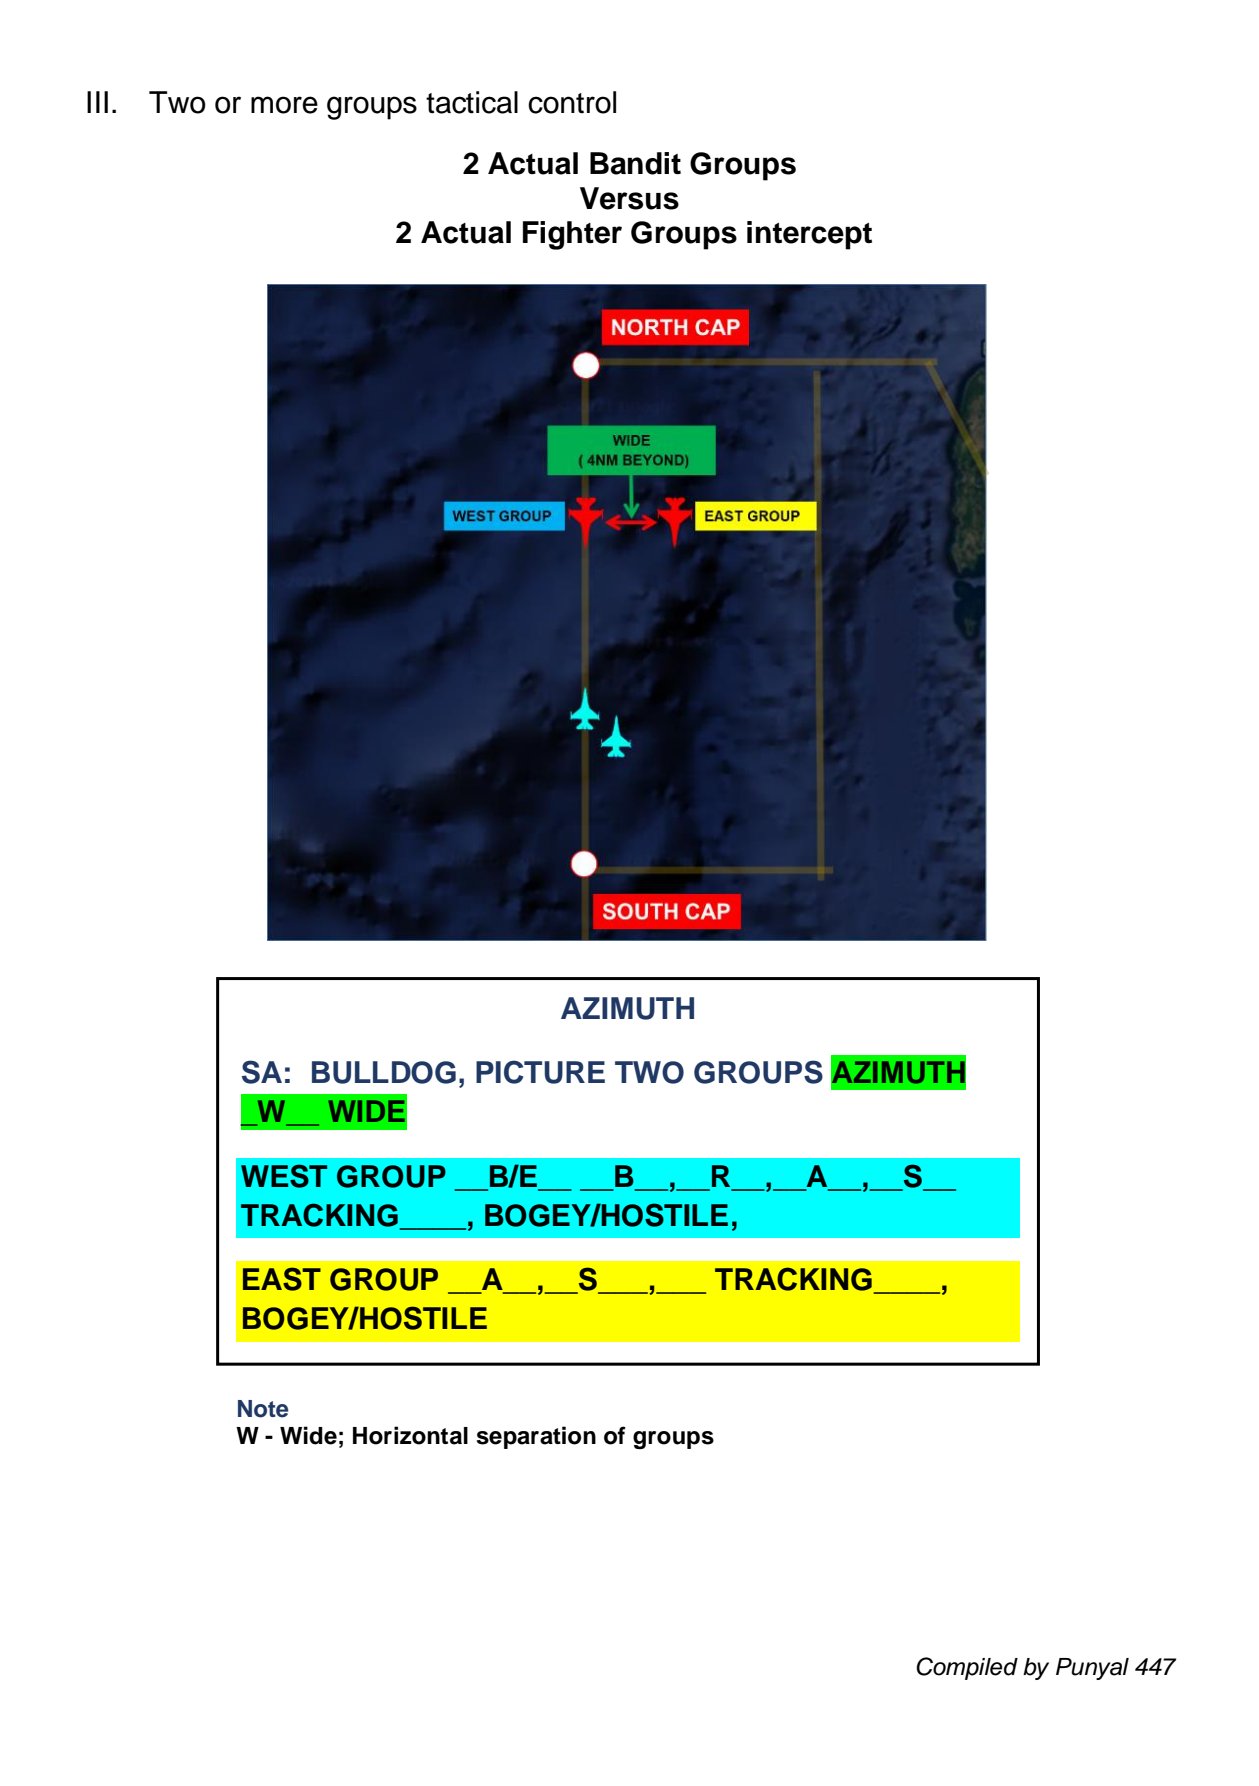 III. Two or more groups tactical control
2 Actual Bandit Groups
Versus
2 Actual Fighter Groups intercept
NORTH CAP
WIDE
( 4NM BEYOND)
WEST GROUP
EAST GROUP
SOUTH CAP
AZIMUTH
SA: BULLDOG, PICTURE TWO GROUPS AZIMUTH
_W__ WIDE
WEST GROUP __B/E__ __B__,__R__,__A__,__S__
TRACKING____, BOGEY/HOSTILE,
EAST GROUP __A__,__S___,___ TRACKING____,
BOGEY/HOSTILE
Note
W - Wide; Horizontal separation of groups
Compiled by Punyal 447